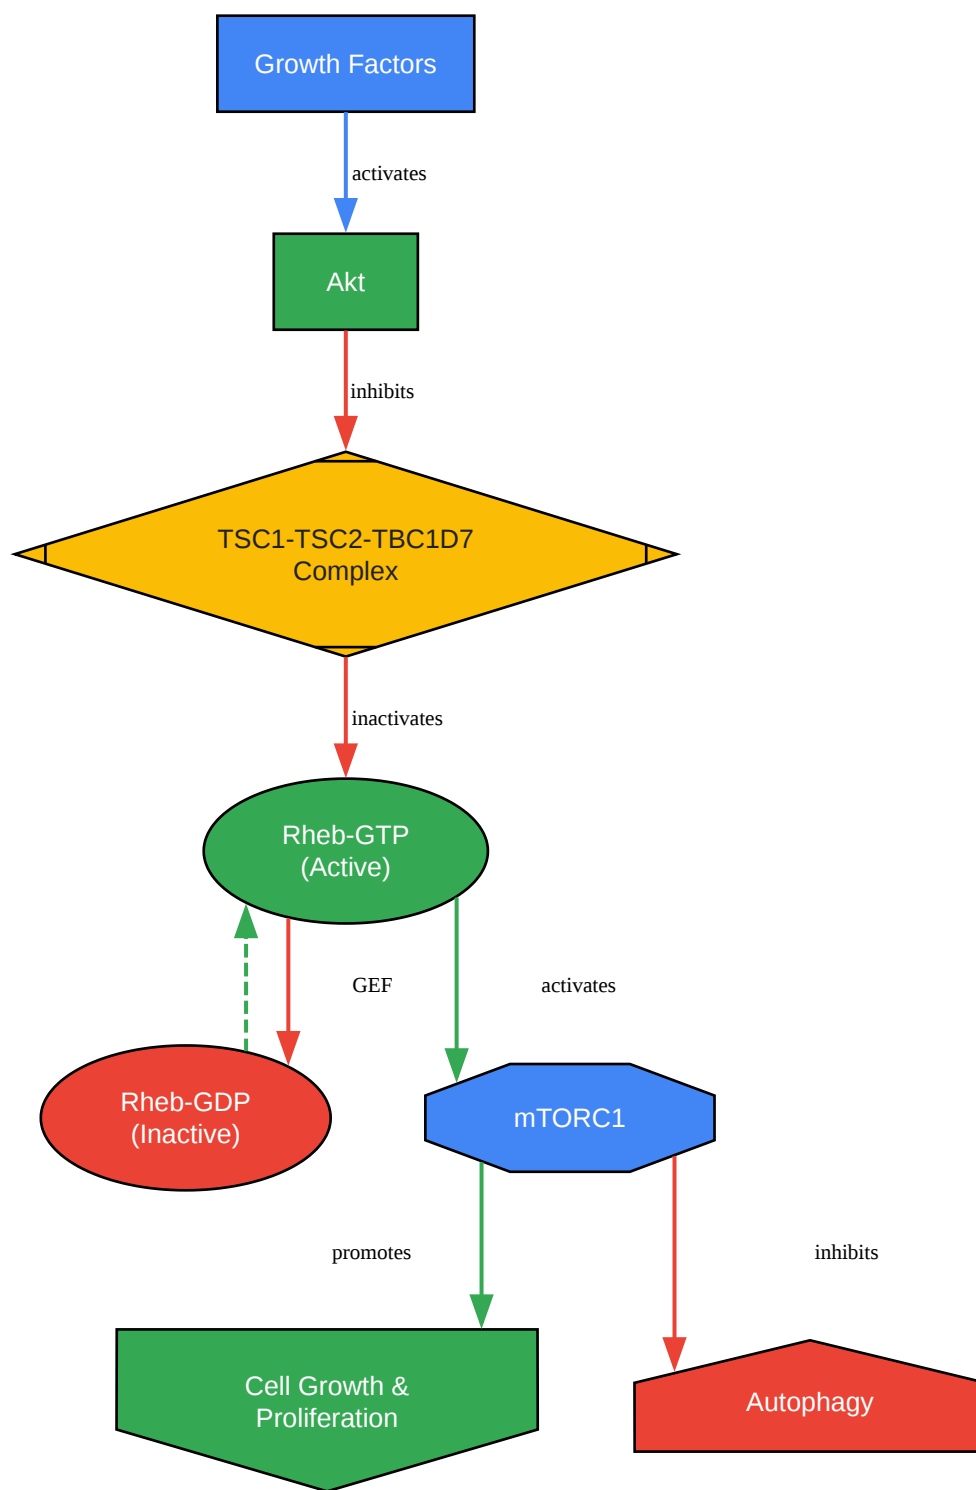 Growth Factors
activates
Akt
inhibits
TSC1-TSC2-TBC1D7
Complex
inactivates
Rheb-GTP
(Active)
GEF
activates
Rheb-GDP
(Inactive)
mTORC1
promotes
inhibits
Cell Growth &
Proliferation
Autophagy